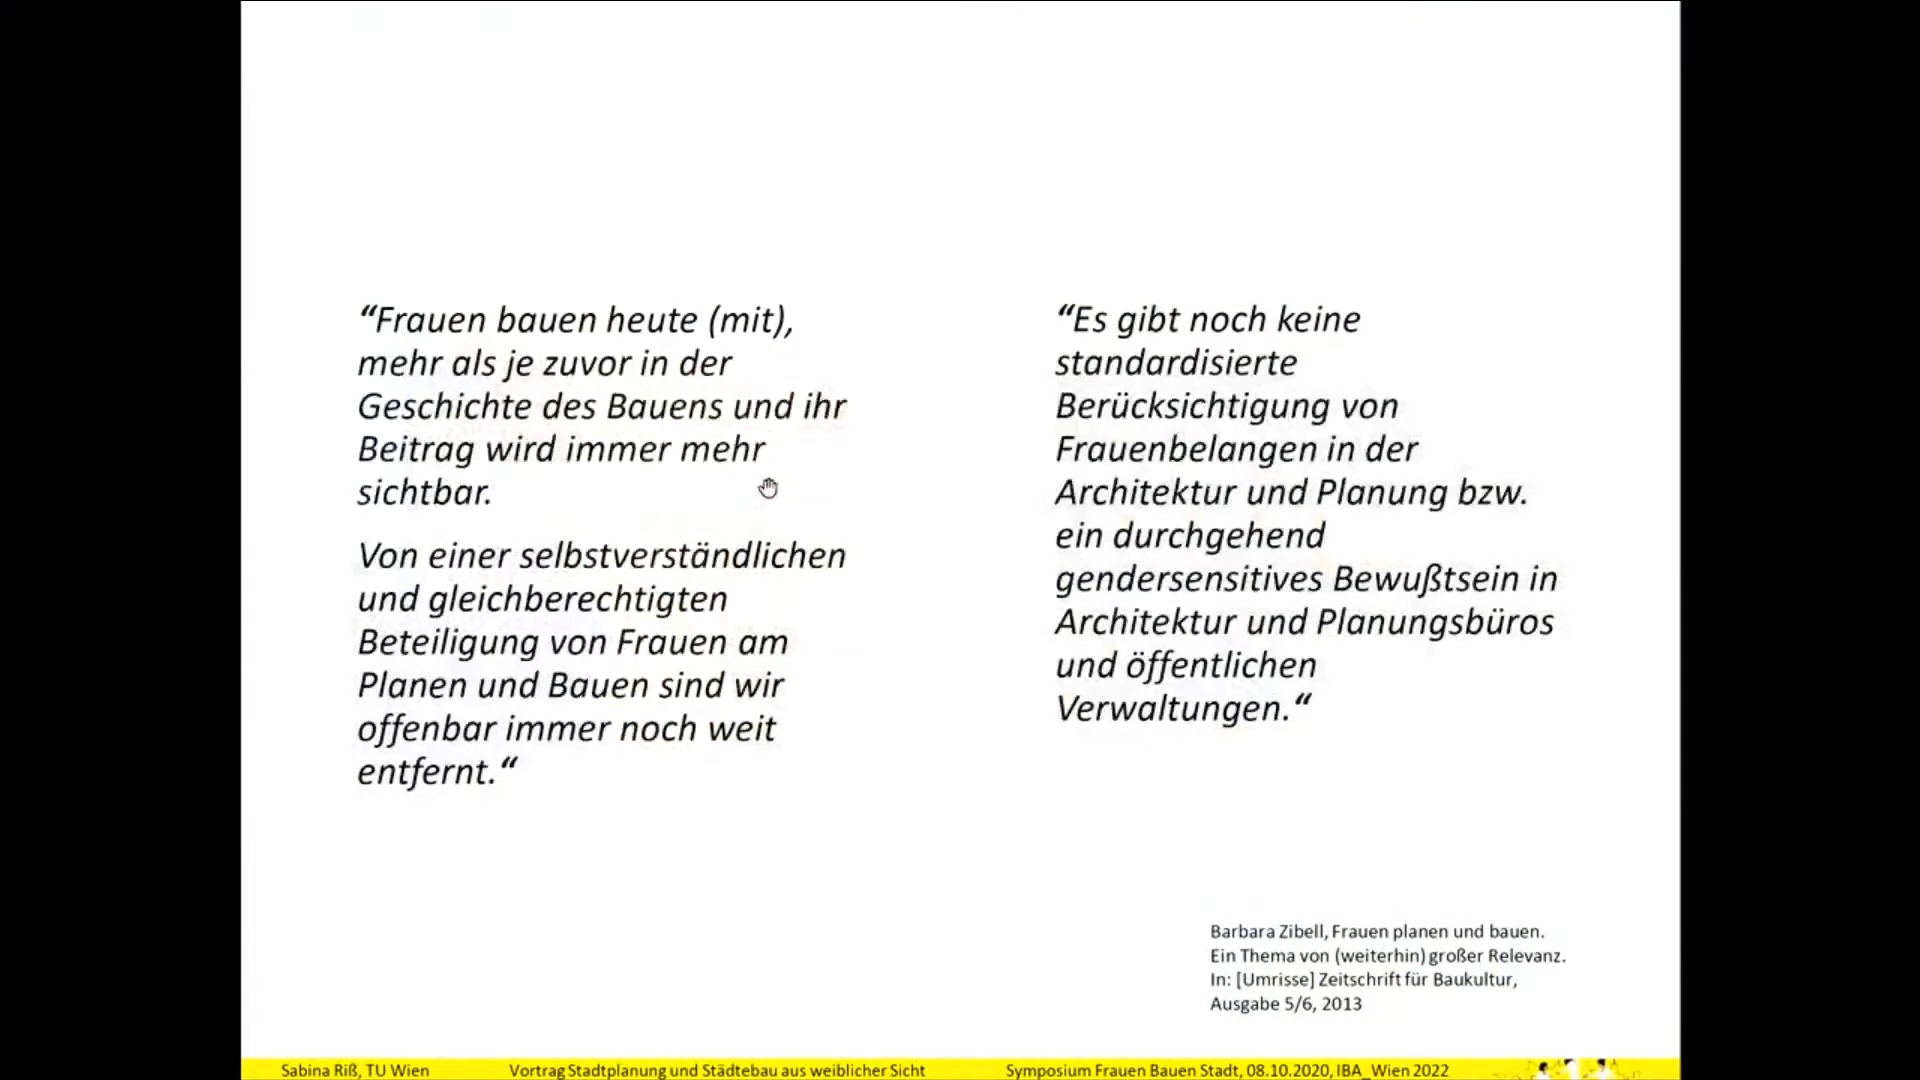 “Frauen bauen heute (mit),
mehr als je zuvor in der
Geschichte des Bauens und ihr
Beitrag wird immer mehr
sichtbar.
Von einer selbstverständlichen
und gleichberechtigten
Beteiligung von Frauen am
Planen und Bauen sind wir
offenbar immer noch weit
entfernt.“
“Es gibt noch keine
standardisierte
Berücksichtigung von
Frauenbelangen in der
Architektur und Planung bzw.
ein durchgehend
gendersensitives Bewußtsein in
Architektur und Planungsbüros
und öffentlichen
Verwaltungen.“
Barbara Zibell, Frauen planen und bauen.
Ein Thema von (weiterhin) großer Relevanz.
In: [Umrisse] Zeitschrift für Baukultur,
Ausgabe 5/6, 2013
Sabina Riß, TU Wien Vortrag Stadtplanung und Städtebau aus weiblicher Sicht Symposium Frauen Bauen Stadt, 08.10.2020, IBA_Wien 2022